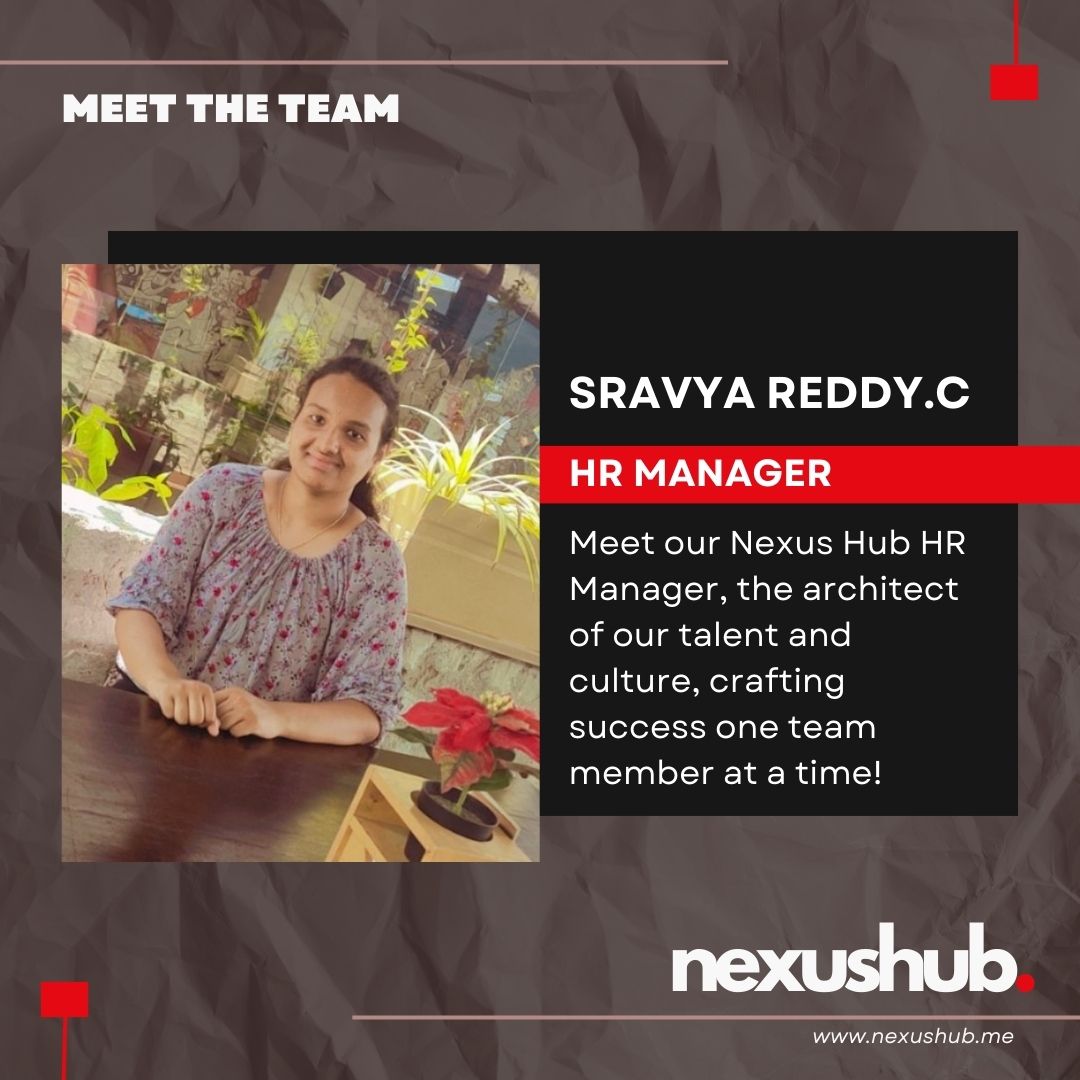 MEET THE TEAM
SRAVYA REDDY.C
HR MANAGER
Meet our Nexus Hub HR
Manager, the architect
of our talent and
culture, crafting
success one team
member at a time!
nexushub.
www.nexushub.me